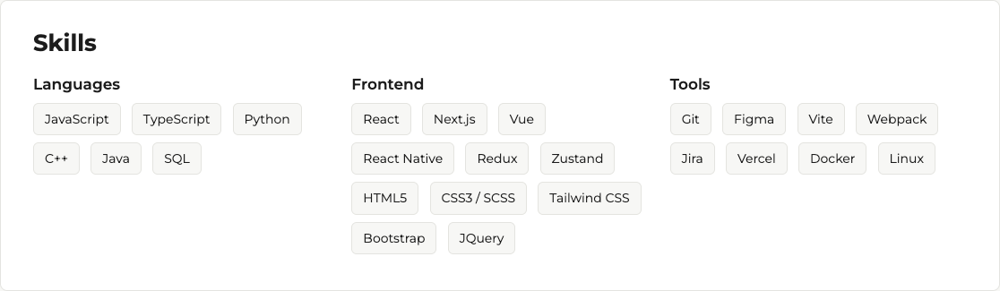 Skills
Languages
JavaScript TypeScript Python
C++ Java SQL
Frontend
React Next.js Vue
React Native Redux Zustand
HTML5 CSS3 / SCSS Tailwind CSS
Bootstrap JQuery
Tools
Git Figma Vite Webpack
Jira Vercel Docker Linux